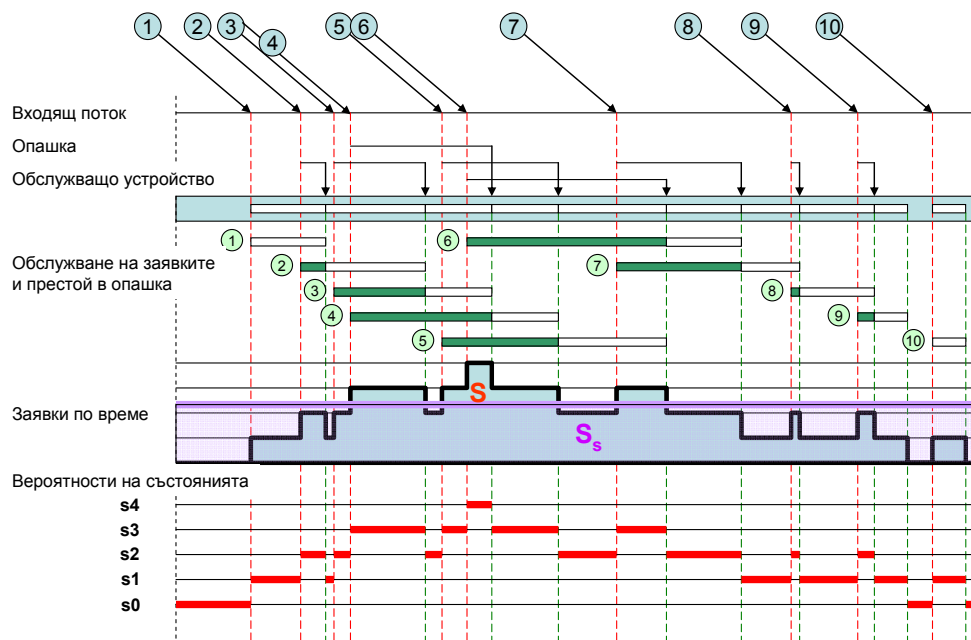 1 2 3 4 5 6 7 8 9 10
Входящ поток
Опашка
Обслужващо устройство
1 6
Обслужване на заявките
и престой в опашка
2 7
3 8
4 9
5 10
S
Заявки по време
Ss
Вероятности на състоянията
s4
s3
s2
s1
s0